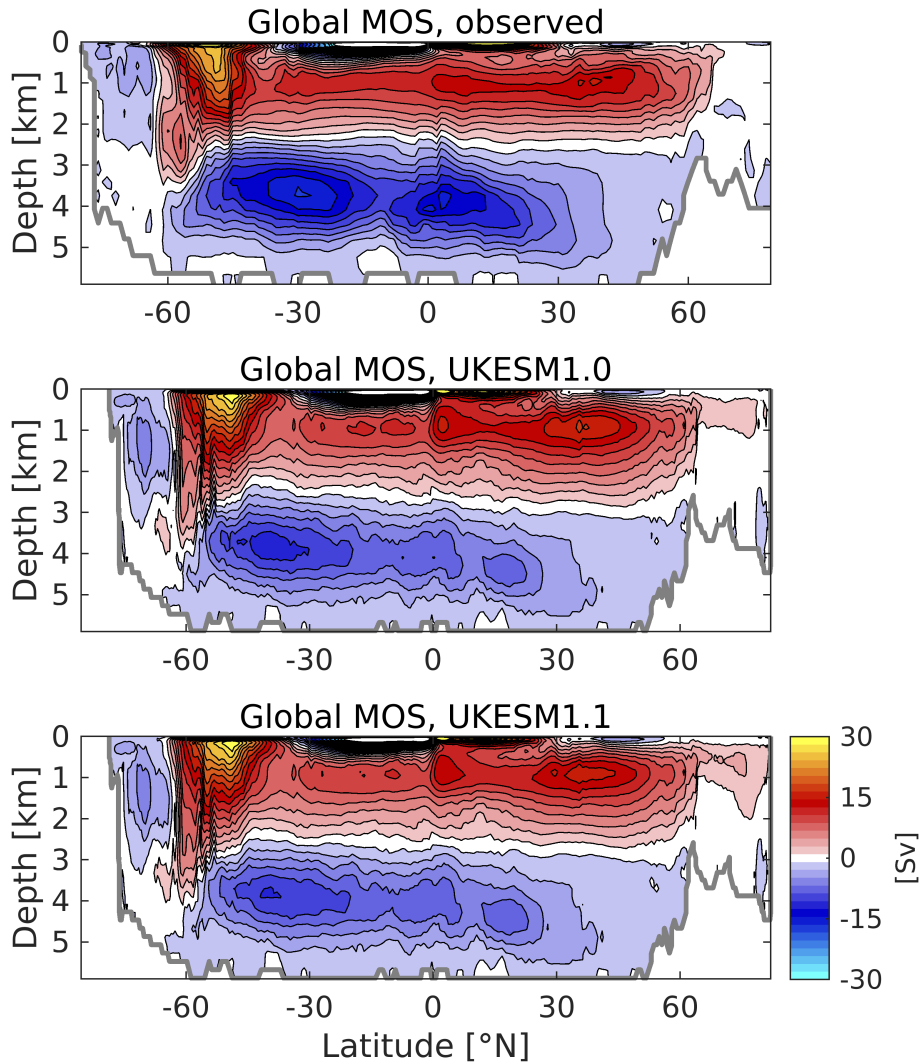 Global MOS, observed
0
1
2
3
4
5
Depth [km]
-60 -30 0 30 60
Global MOS, UKESM1.0
0
1
2
3
4
5
Depth [km]
-60 -30 0 30 60
Global MOS, UKESM1.1
0
1
2
3
4
5
Depth [km]
-60 -30 0 30 60
Latitude [°N]
30
15
0
-15
-30
[Sv]